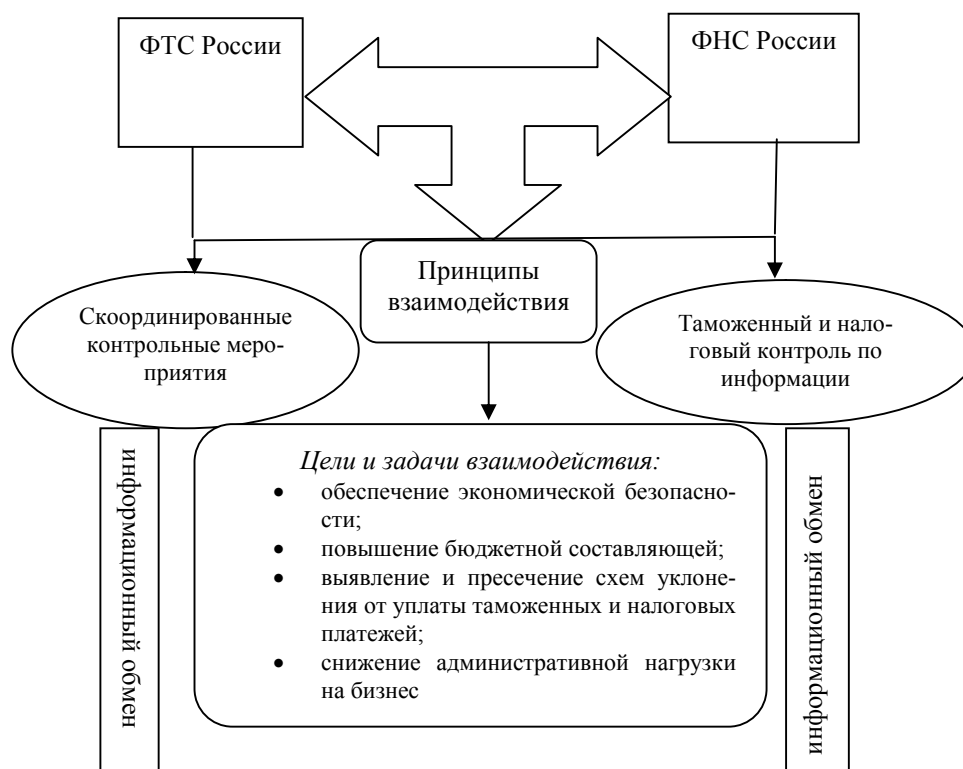 ФТС России
ФНС России
Принципы
взаимодействия
Скоординированные
контрольные меро-
приятия
Таможенный и нало-
говый контроль по
информации
информационный обмен
Цели и задачи взаимодействия:
• обеспечение экономической безопасно-
сти;
• повышение бюджетной составляющей;
• выявление и пресечение схем уклоне-
ния от уплаты таможенных и налоговых
платежей;
• снижение административной нагрузки
на бизнес
информационный обмен